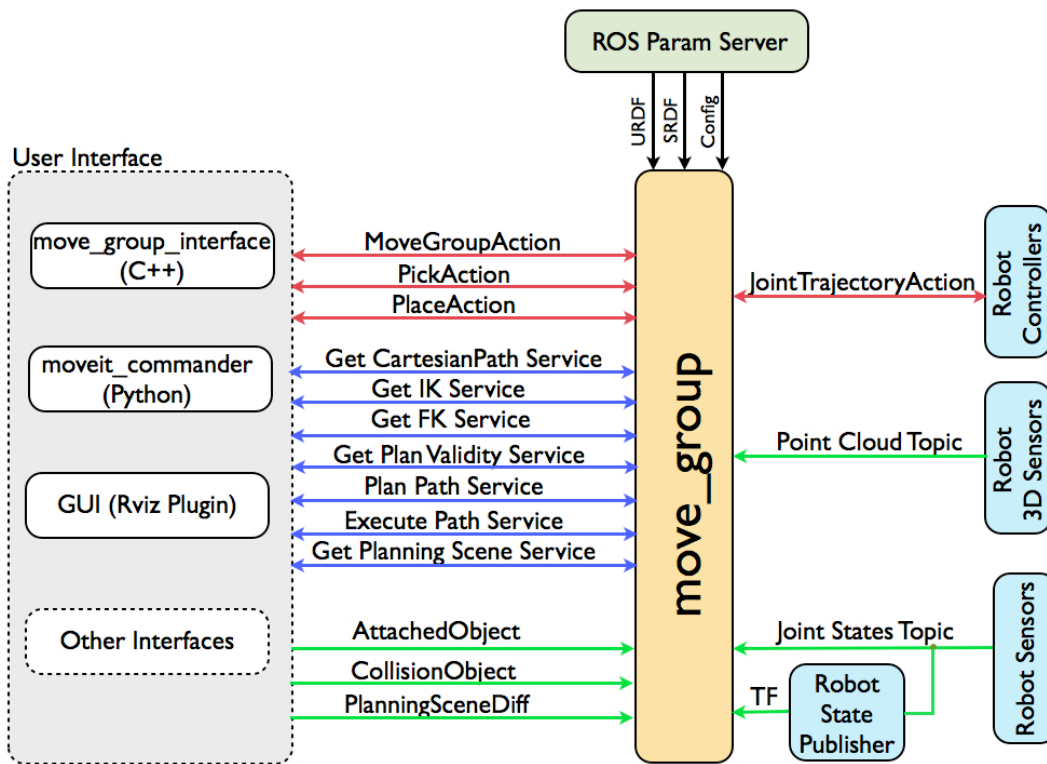 ROS Param Server
URDF
SRDF
Config
User Interface
move_group_interface
(C++)
moveit_commander
(Python)
GUI (Rviz Plugin)
Other Interfaces
MoveGroupAction
PickAction
PlaceAction
Get CartesianPath Service
Get IK Service
Get FK Service
Get Plan Validity Service
Plan Path Service
Execute Path Service
Get Planning Scene Service
AttachedObject
CollisionObject
PlanningSceneDiff
move_group
JointTrajectoryAction
Robot
Controllers
Point Cloud Topic
Robot
3D Sensors
Joint States Topic
Robot Sensors
TF
Robot
State
Publisher